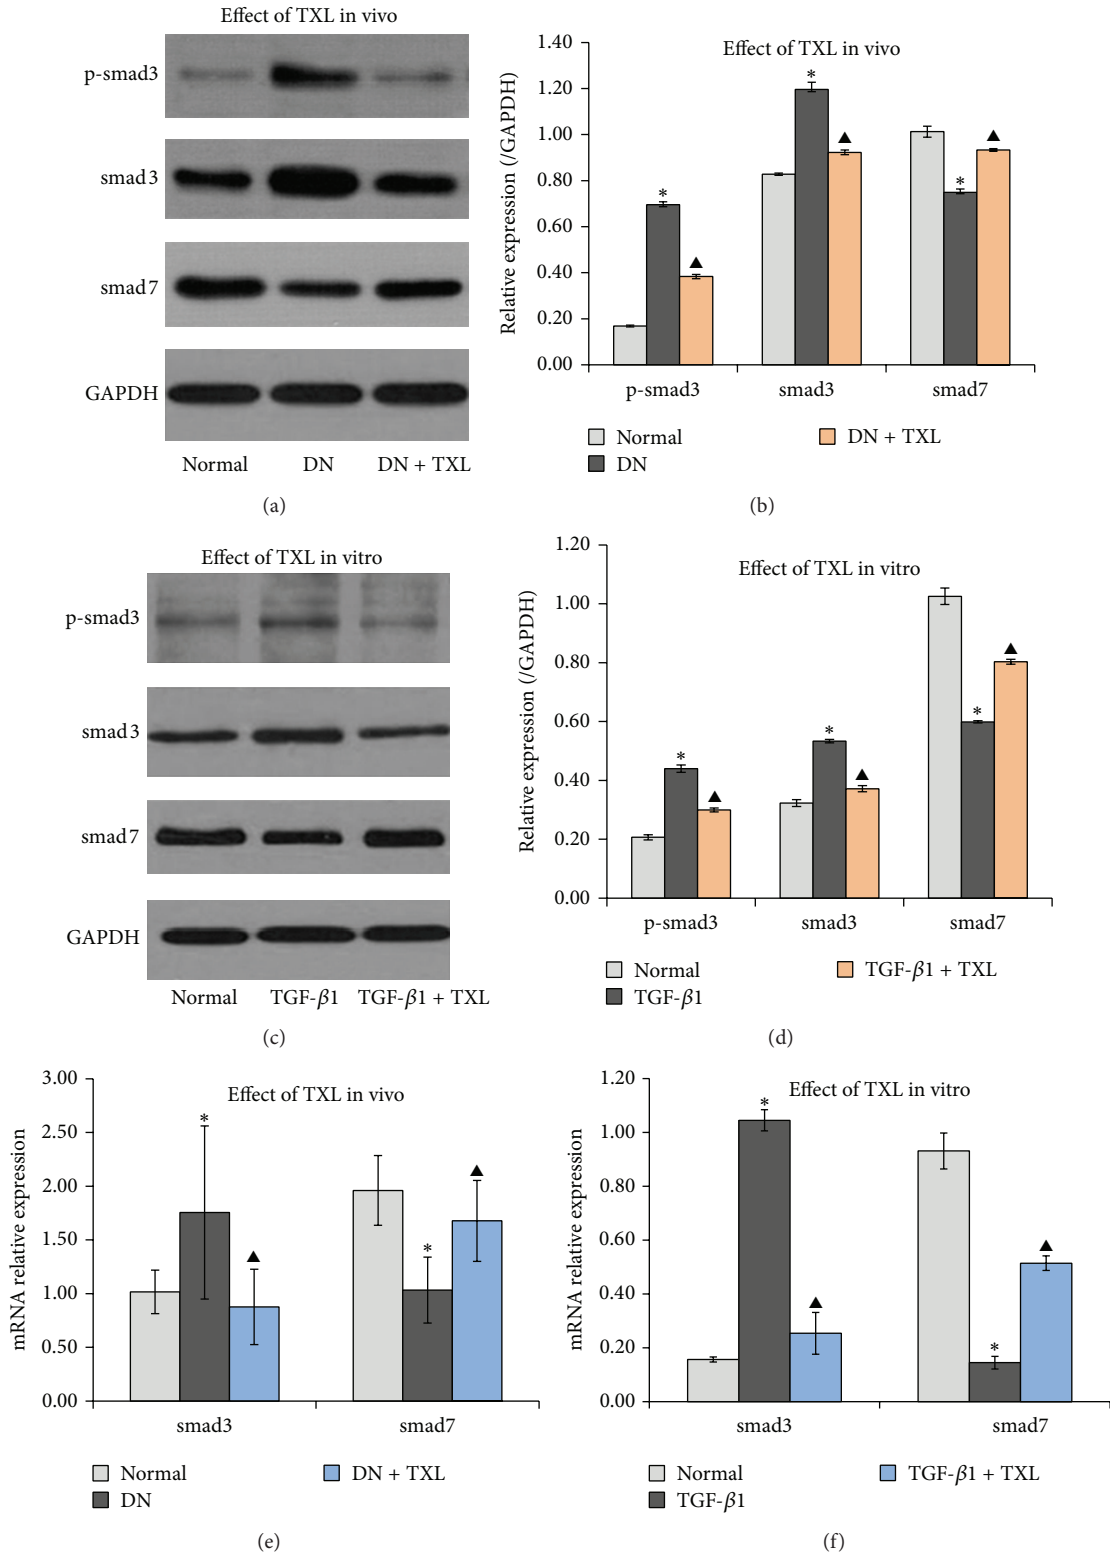 Effect of TXL in vivo
p-smad3
smad3
smad7
GAPDH
Normal DN DN + TXL
(a)
Effect of TXL in vivo
Relative expression (/GAPDH)
1.40
1.20
1.00
0.80
0.60
0.40
0.20
0.00
* ▲ * ▲ * ▲
p-smad3 smad3 smad7
Normal DN + TXL
DN
(b)
Effect of TXL in vitro
p-smad3
smad3
smad7
GAPDH
Normal TGF-β1 TGF-β1 + TXL
(c)
Effect of TXL in vitro
Relative expression (/GAPDH)
1.20
1.00
0.80
0.60
0.40
0.20
0.00
* ▲ * ▲ * ▲
p-smad3 smad3 smad7
Normal TGF-β1 + TXL
TGF-β1
(d)
Effect of TXL in vivo
mRNA relative expression
3.00
2.50
2.00
1.50
1.00
0.50
0.00
* ▲ * ▲
smad3 smad7
Normal DN + TXL
DN
(e)
Effect of TXL in vitro
mRNA relative expression
1.20
1.00
0.80
0.60
0.40
0.20
0.00
* ▲ * ▲
smad3 smad7
Normal TGF-β1 + TXL
TGF-β1
(f)